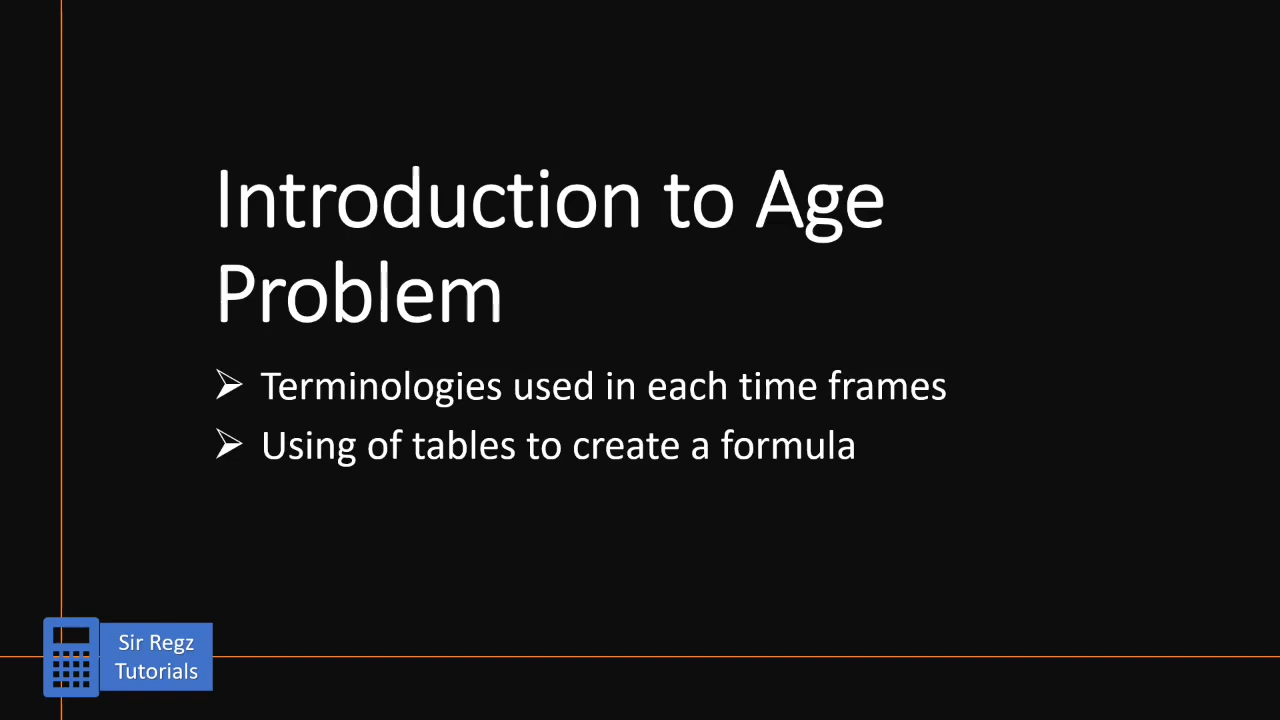 Introduction to Age
Problem
➢ Terminologies used in each time frames
➢ Using of tables to create a formula
Sir Regz
Tutorials